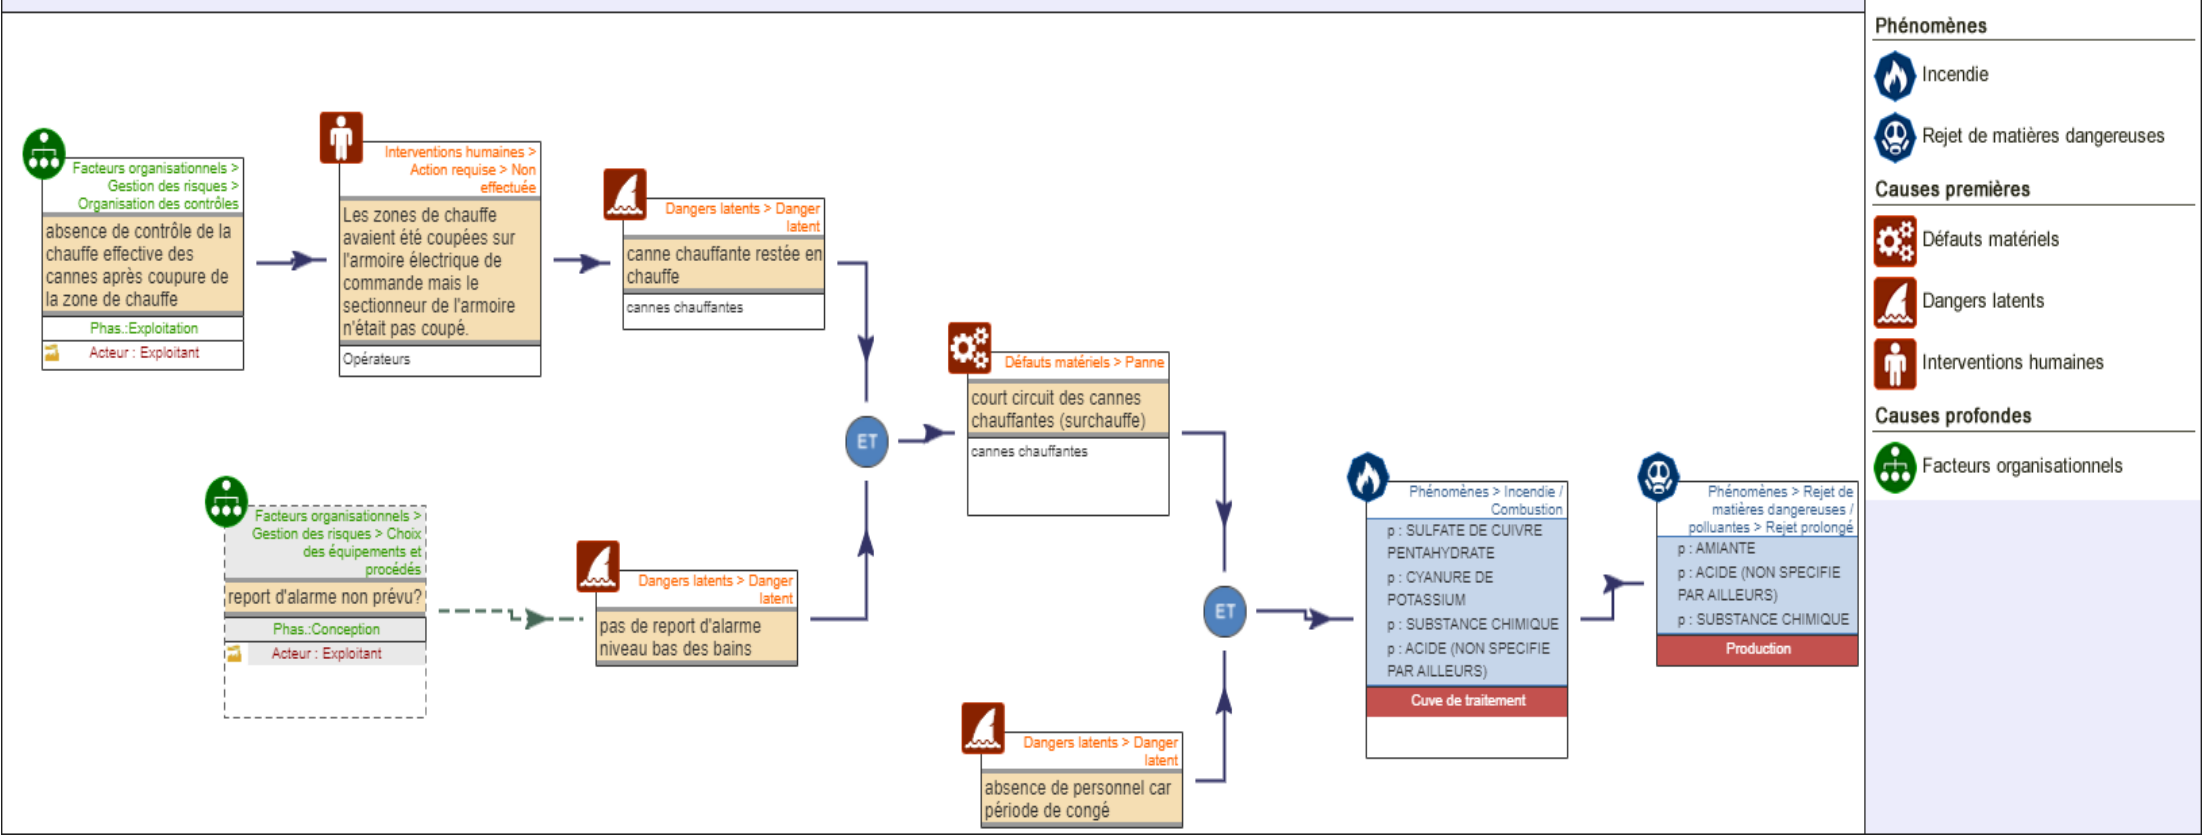 Facteurs organisationnels >
Gestion des risques >
Organisation des contrôles
absence de contrôle de la
chauffe effective des
cannes après coupure de
la zone de chauffe
Phas.:Exploitation
Acteur : Exploitant
Interventions humaines >
Action requise > Non
effectuée
Les zones de chauffe
avaient été coupées sur
l'armoire électrique de
commande mais le
sectionneur de l'armoire
n'était pas coupé.
Opérateurs
Dangers latents > Danger
latent
canne chauffante restée en
chauffe
cannes chauffantes
Facteurs organisationnels >
Gestion des risques > Choix
des équipements et
procédés
report d'alarme non prévu?
Phas.:Conception
Acteur : Exploitant
Dangers latents > Danger
latent
pas de report d'alarme
niveau bas des bains
ET
Défauts matériels > Panne
court circuit des cannes
chauffantes (surchauffe)
cannes chauffantes
Dangers latents > Danger
latent
absence de personnel car
période de congé
ET
Phénomènes > Incendie /
Combustion
p : SULFATE DE CUIVRE
PENTAHYDRATE
p : CYANURE DE
POTASSIUM
p : SUBSTANCE CHIMIQUE
p : ACIDE (NON SPECIFIE
PAR AILLEURS)
Cuve de traitement
Phénomènes > Rejet de
matières dangereuses /
polluantes > Rejet prolongé
p : AMIANTE
p : ACIDE (NON SPECIFIE
PAR AILLEURS)
p : SUBSTANCE CHIMIQUE
Production
Phénomènes
Incendie
Rejet de matières dangereuses
Causes premières
Défauts matériels
Dangers latents
Interventions humaines
Causes profondes
Facteurs organisationnels